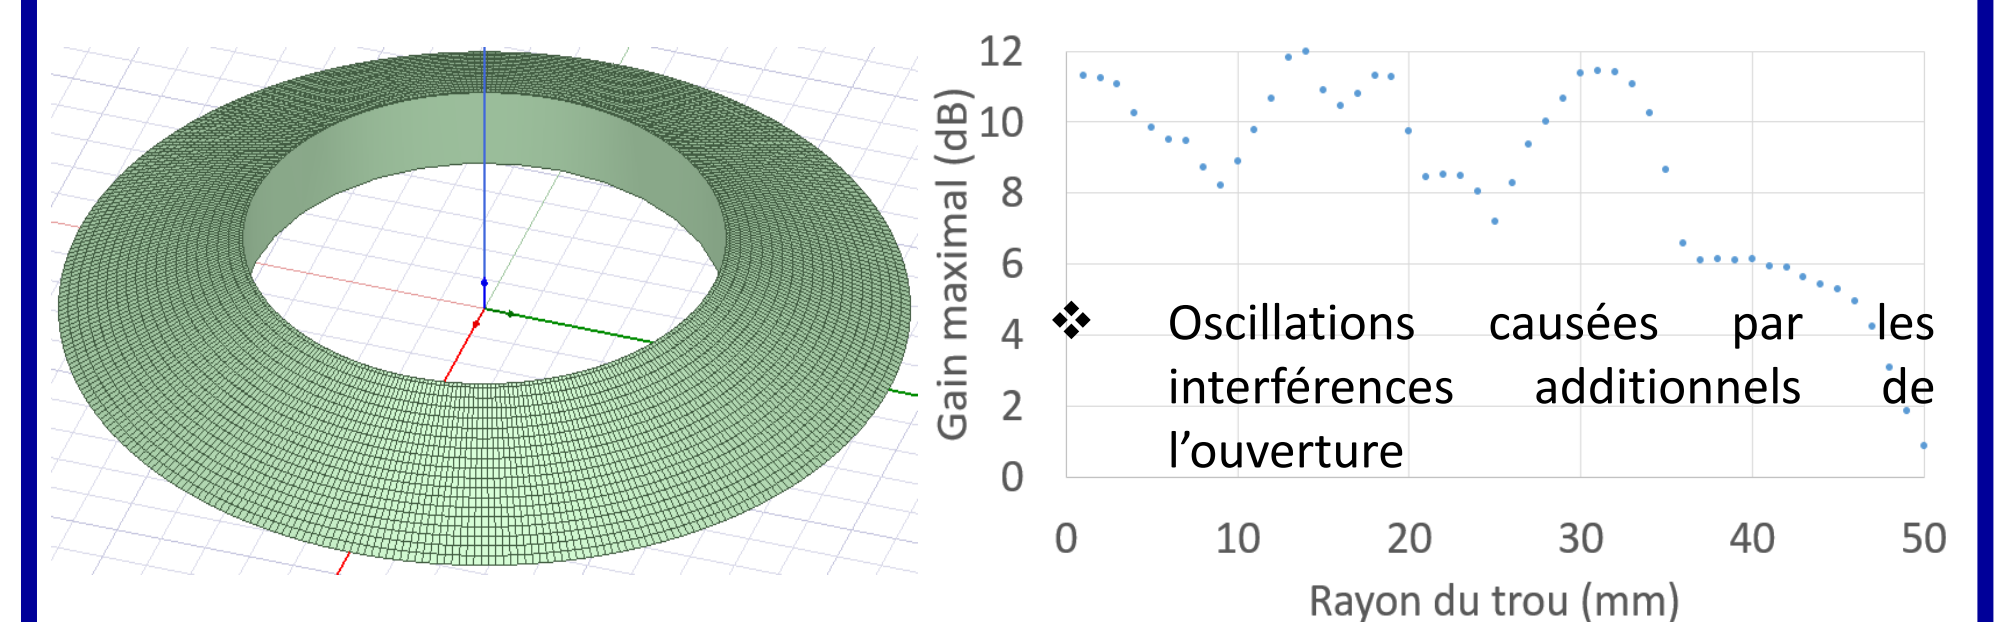 Gain maximal (dB)
12
10
8
6
4
2
0
❖ Oscillations causées par les
interférences additionnels de
l’ouverture
0 10 20 30 40 50
Rayon du trou (mm)